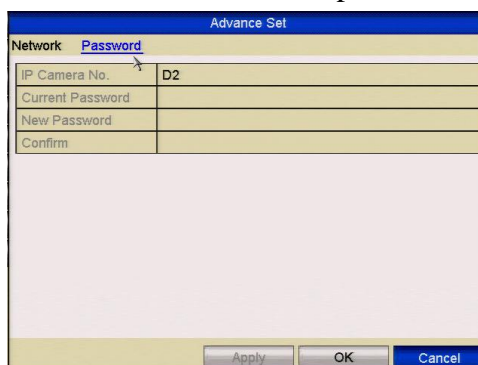 Advance Set
Network Password
IP Camera No. D2
Current Password
New Password
Confirm
Apply OK Cancel